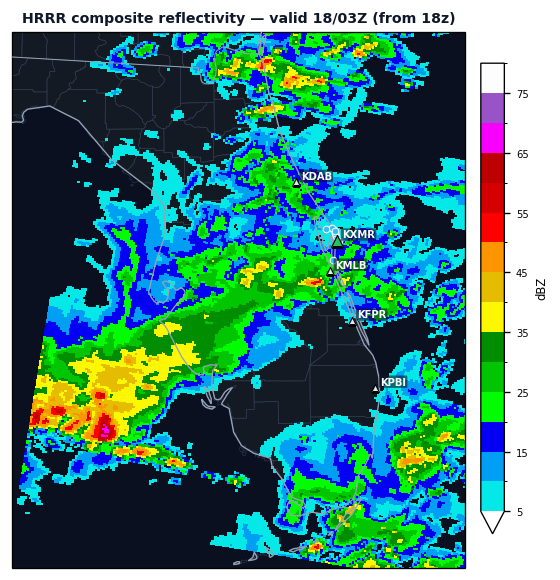 HRRR composite reflectivity — valid 18/03Z (from 18z)
KDAB
KXMR
KMLB
KFPR
KPBI
75
65
55
45
35
25
15
5
dBZ